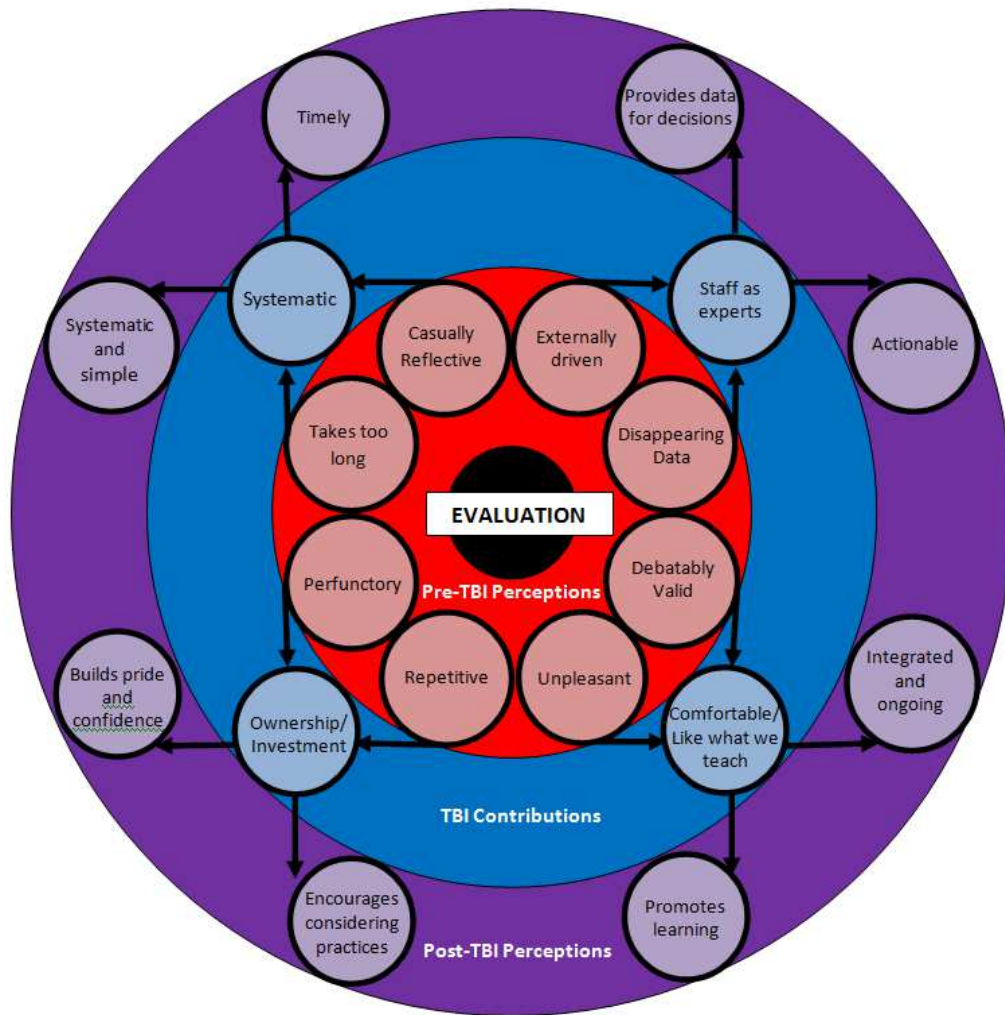 Timely
Provides data
for decisions
Systematic
and
simple
Systematic
Staff as
experts
Actionable
Casually
Reflective
Externally
driven
Takes too
long
Disappearing
Data
EVALUATION
Perfunctory
Pre-TBI Perceptions
Debatably
Valid
Repetitive
Unpleasant
Builds pride
and
confidence
Ownership/
Investment
Comfortable/
Like what we
teach
Integrated
and
ongoing
TBI Contributions
Encourages
considering
practices
Post-TBI Perceptions
Promotes
learning